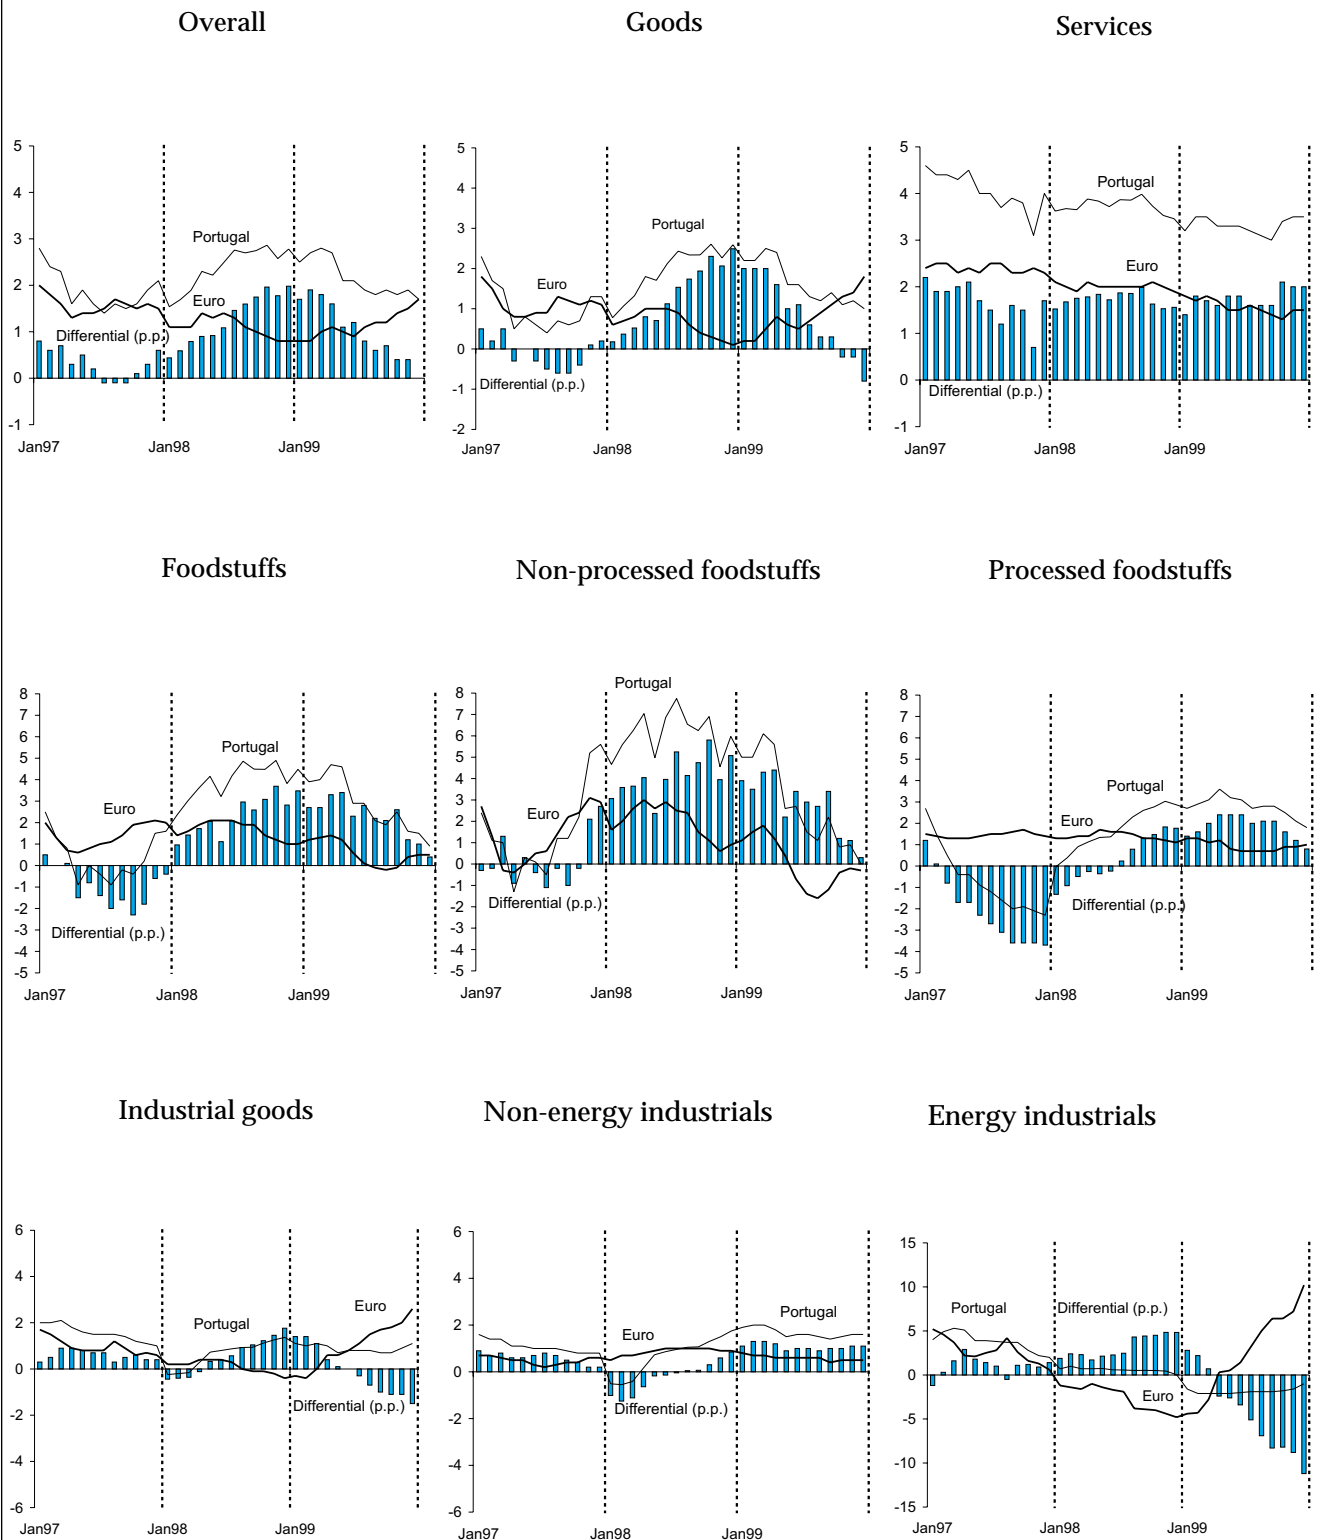 Overall
Goods
Services
5
4
3
2
1
0
-1
Portugal
Euro
Differential (p.p.)
Jan97 Jan98 Jan99
5
4
3
2
1
0
-1
-2
Portugal
Euro
Differential (p.p.)
Jan97 Jan98 Jan99
5
4
3
2
1
0
-1
Portugal
Euro
Differential (p.p.)
Jan97 Jan98 Jan99
Foodstuffs
Non-processed foodstuffs
Processed foodstuffs
8
7
6
5
4
3
2
1
0
-1
-2
-3
-4
-5
Portugal
Euro
Differential (p.p.)
Jan97 Jan98 Jan99
8
7
6
5
4
3
2
1
0
-1
-2
-3
-4
-5
Portugal
Euro
Differential (p.p.)
Jan97 Jan98 Jan99
8
7
6
5
4
3
2
1
0
-1
-2
-3
-4
-5
Portugal
Euro
Differential (p.p.)
Jan97 Jan98 Jan99
Industrial goods
Non-energy industrials
Energy industrials
6
4
2
0
-2
-4
-6
Euro
Portugal
Differential (p.p.)
Jan97 Jan98 Jan99
6
4
2
0
-2
-4
-6
Portugal
Euro
Differential (p.p.)
Jan97 Jan98 Jan99
15
10
5
0
-5
-10
-15
Portugal
Differential (p.p.)
Euro
Jan97 Jan98 Jan99